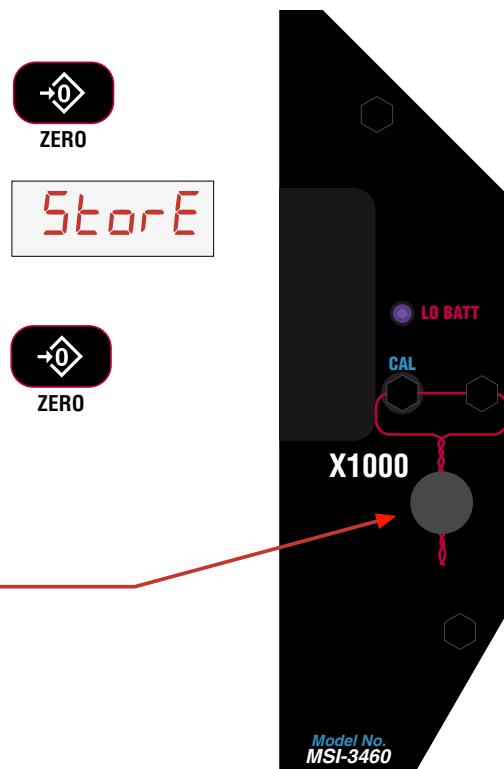 ZERO
StorE
ZERO
LO BATT
CAL
X1000
Model No.
MSI-3460